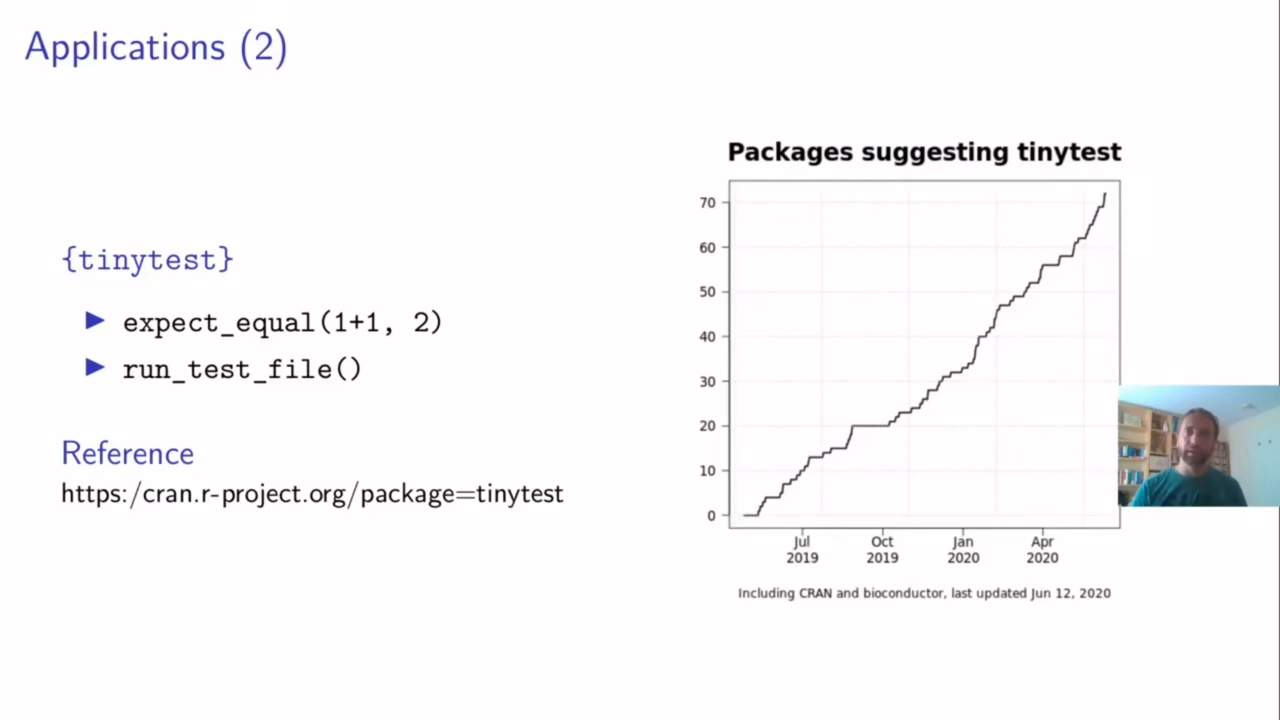 Applications (2)
{tinytest}
▶ expect_equal(1+1, 2)
▶ run_test_file()
Reference
https:/cran.r-project.org/package=tinytest
Packages suggesting tinytest
70
60
50
40
30
20
10
0
Jul Oct Jan Apr
2019 2019 2020 2020
Including CRAN and bioconductor, last updated Jun 12, 2020